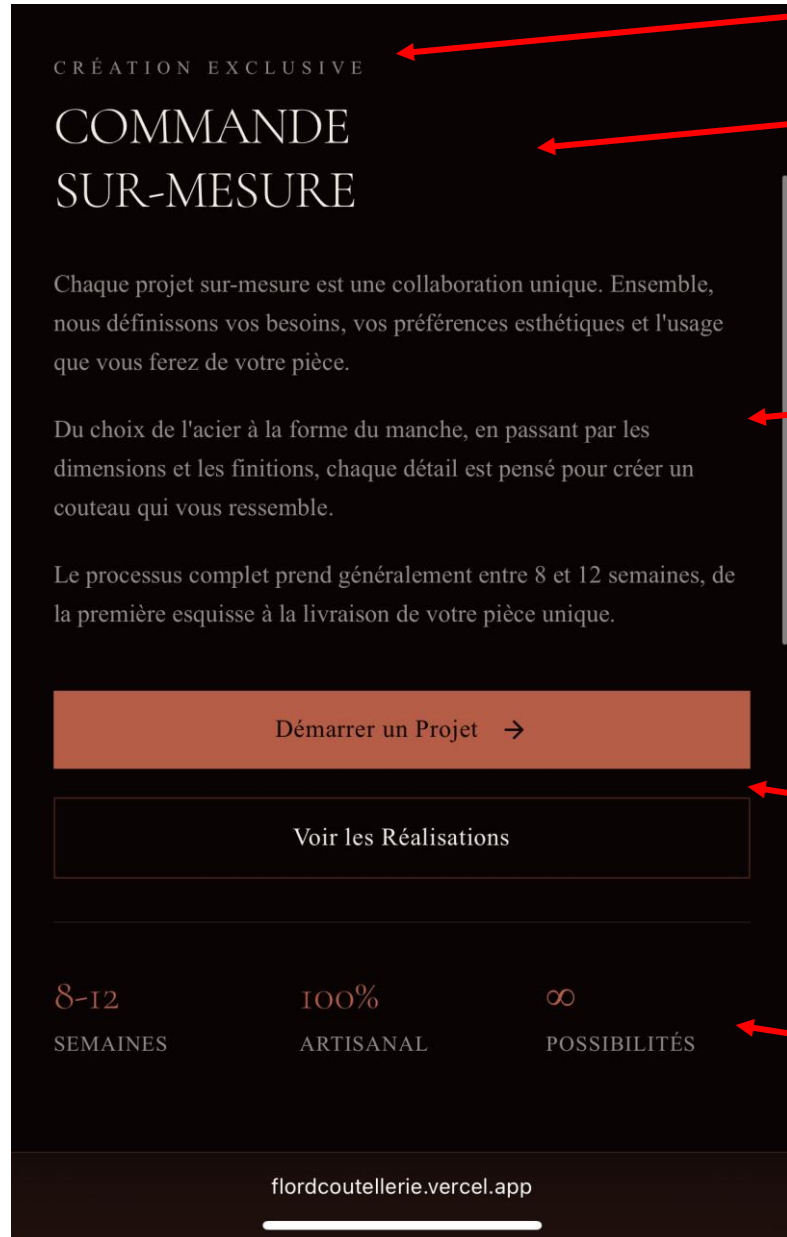 CRÉATION EXCLUSIVE
COMMANDE
SUR-MESURE
Chaque projet sur-mesure est une collaboration unique. Ensemble,
nous définissons vos besoins, vos préférences esthétiques et l'usage
que vous ferez de votre pièce.
Du choix de l'acier à la forme du manche, en passant par les
dimensions et les finitions, chaque détail est pensé pour créer un
couteau qui vous ressemble.
Le processus complet prend généralement entre 8 et 12 semaines, de
la première esquisse à la livraison de votre pièce unique.
Démarrer un Projet →
Voir les Réalisations
8-12 100% ∞
SEMAINES ARTISANAL POSSIBILITÉS
flordcoutellerie.vercel.app